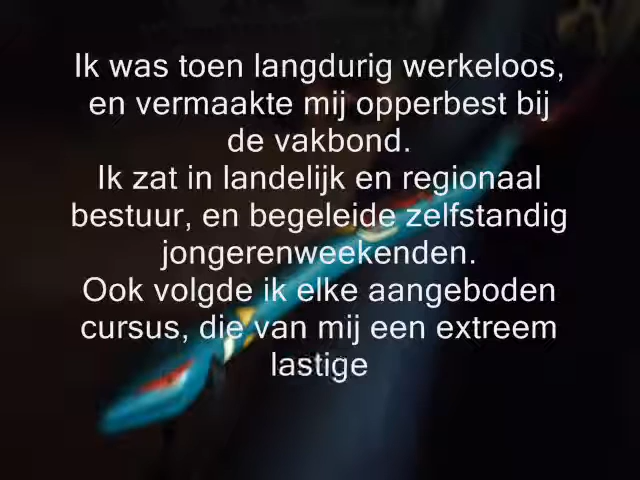 Ik was toen langdurig werkeloos,
en vermaakte mij opperbest bij
de vakbond.
Ik zat in landelijk en regionaal
bestuur, en begeleide zelfstandig
jongerenweekenden.
Ook volgde ik elke aangeboden
cursus, die van mij een extreem
lastige